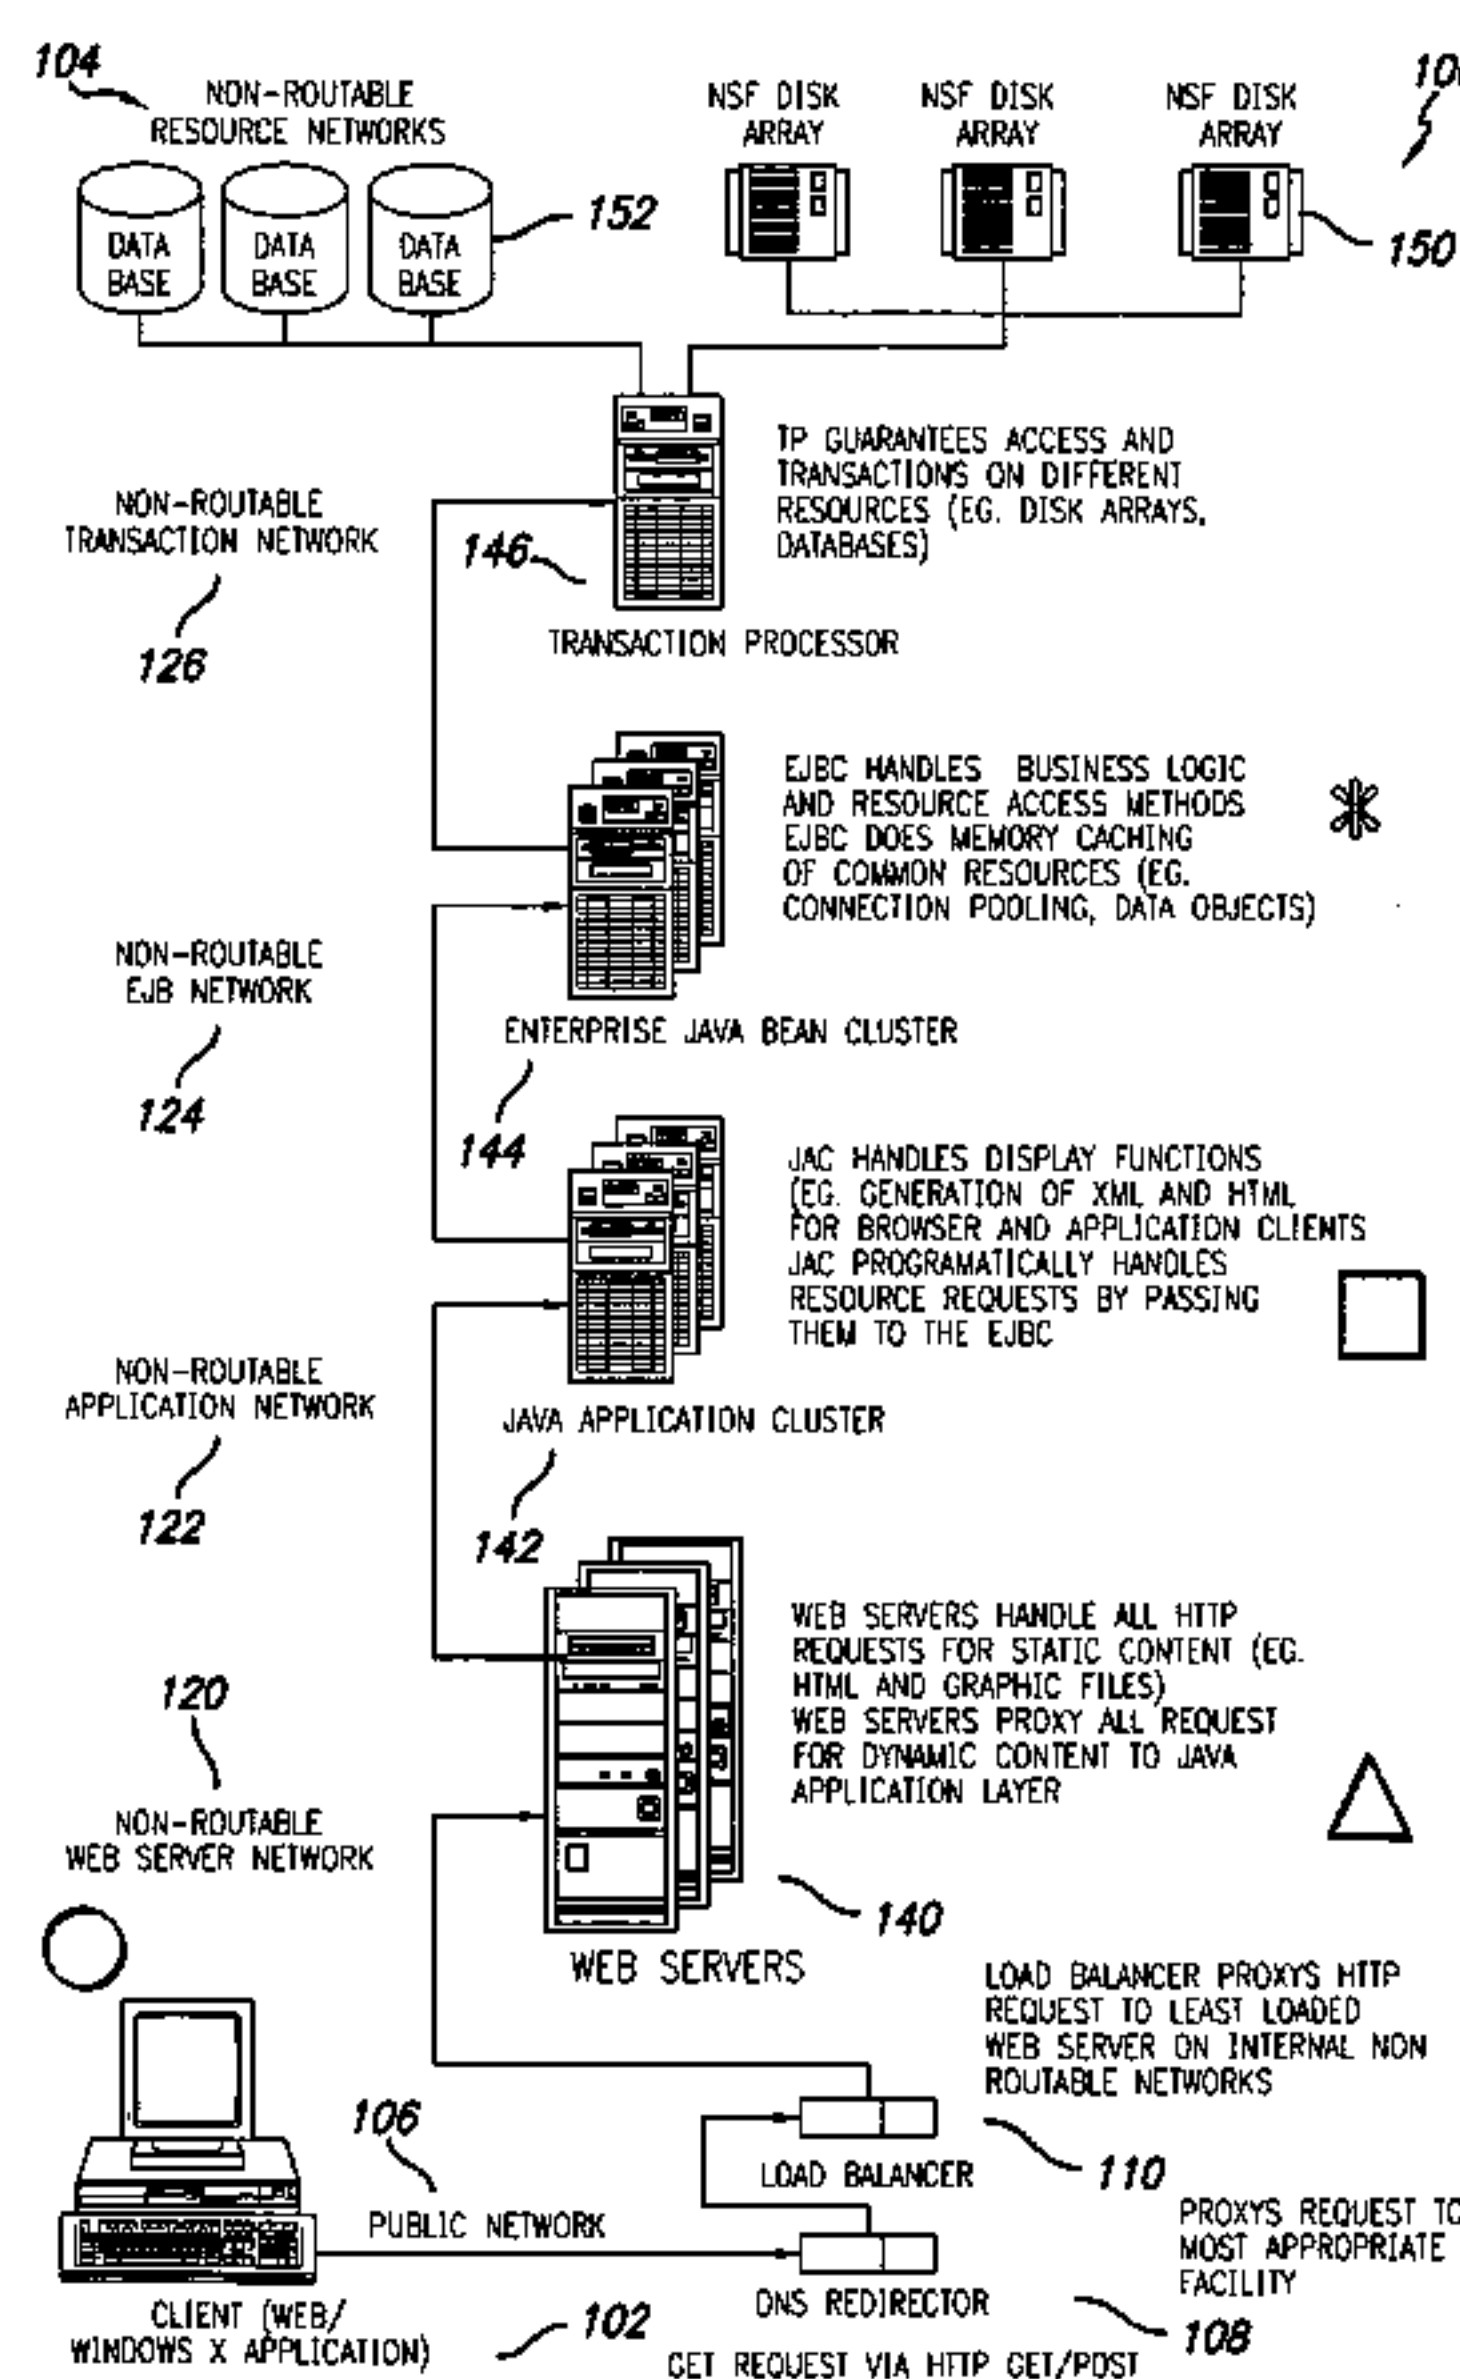 104
NON-ROUTABLE
RESOURCE NETWORKS
NSF DISK
ARRAY
NSF DISK
ARRAY
NSF DISK
ARRAY
DATA
BASE
DATA
BASE
DATA
BASE
152
150
TP GUARANTEES ACCESS AND
TRANSACTIONS ON DIFFERENT
RESOURCES (EG. DISK ARRAYS,
DATABASES)
NON-ROUTABLE
TRANSACTION NETWORK
126
146
TRANSACTION PROCESSOR
EJBC HANDLES BUSINESS LOGIC
AND RESOURCE ACCESS METHODS
EJBC DOES MEMORY CACHING
OF COMMON RESOURCES (EG.
CONNECTION POOLING, DATA OBJECTS)
NON-ROUTABLE
EJB NETWORK
124
ENTERPRISE JAVA BEAN CLUSTER
144
JAC HANDLES DISPLAY FUNCTIONS
(EG. GENERATION OF XML AND HTML
FOR BROWSER AND APPLICATION CLIENTS
JAC PROGRAMATICALLY HANDLES
RESOURCE REQUESTS BY PASSING
THEM TO THE EJBC
NON-ROUTABLE
APPLICATION NETWORK
122
JAVA APPLICATION CLUSTER
142
WEB SERVERS HANDLE ALL HTTP
REQUESTS FOR STATIC CONTENT (EG.
HTML AND GRAPHIC FILES)
WEB SERVERS PROXY ALL REQUEST
FOR DYNAMIC CONTENT TO JAVA
APPLICATION LAYER
120
NON-ROUTABLE
WEB SERVER NETWORK
140
WEB SERVERS
LOAD BALANCER PROXYS HTTP
REQUEST TO LEAST LOADED
WEB SERVER ON INTERNAL NON
ROUTABLE NETWORKS
106
PUBLIC NETWORK
LOAD BALANCER
110
PROXYS REQUEST TO
MOST APPROPRIATE
FACILITY
DNS REDIRECTOR
108
CLIENT (WEB/
WINDOWS X APPLICATION)
102
GET REQUEST VIA HTTP GET/POST